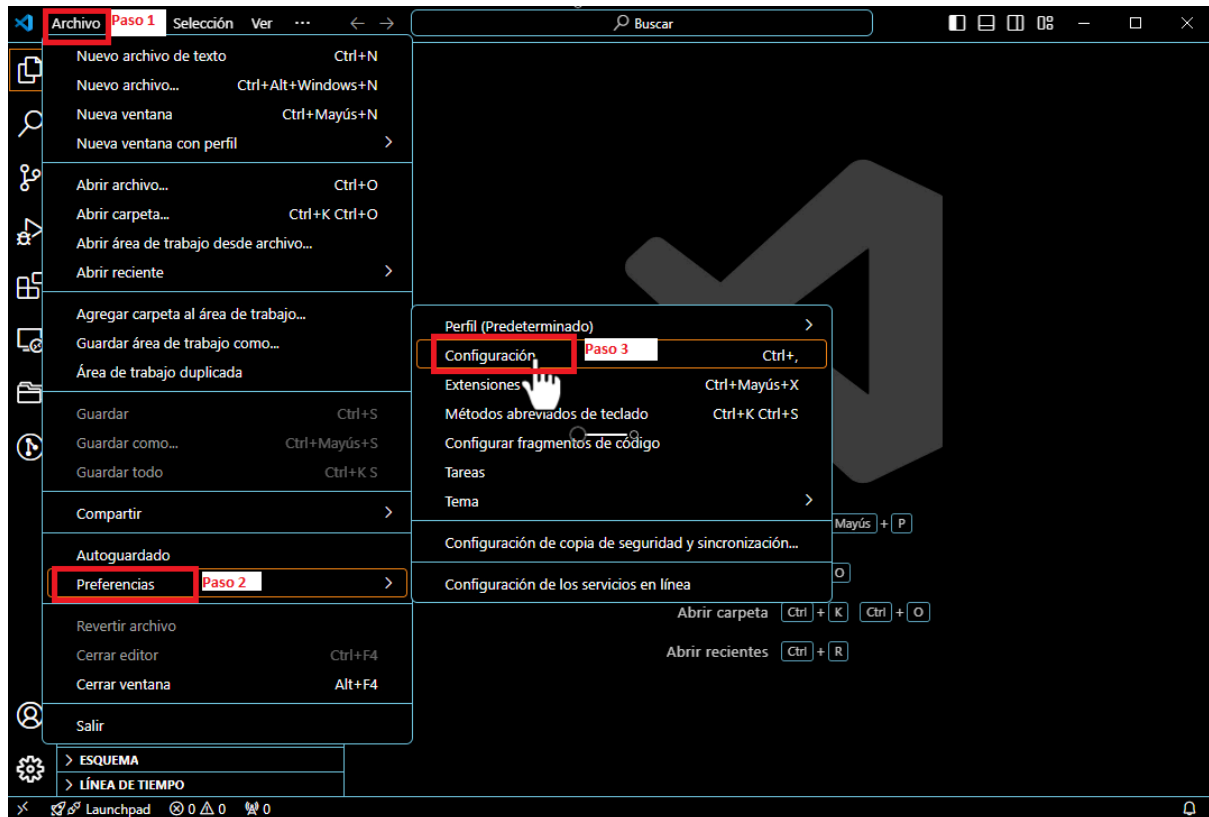 Archivo Paso 1 Selección Ver ··· Buscar
Nuevo archivo de texto Ctrl+N
Nuevo archivo... Ctrl+Alt+Windows+N
Nueva ventana Ctrl+Mayús+N
Nueva ventana con perfil
Abrir archivo... Ctrl+O
Abrir carpeta... Ctrl+K Ctrl+O
Abrir área de trabajo desde archivo...
Abrir reciente
Agregar carpeta al área de trabajo...
Guardar área de trabajo como...
Área de trabajo duplicada
Guardar Ctrl+S
Guardar como... Ctrl+Mayús+S
Guardar todo Ctrl+K S
Compartir
Autoguardado
Preferencias Paso 2
Revertir archivo
Cerrar editor Ctrl+F4
Cerrar ventana Alt+F4
Salir
Perfil (Predeterminado)
Configuración Paso 3 Ctrl+,
Extensiones Ctrl+Mayús+X
Métodos abreviados de teclado Ctrl+K Ctrl+S
Configurar fragmentos de código
Tareas
Tema
Configuración de copia de seguridad y sincronización...
Configuración de los servicios en línea
Mayús + P
O
Abrir carpeta Ctrl + K Ctrl + O
Abrir recientes Ctrl + R
> ESQUEMA
> LÍNEA DE TIEMPO
Launchpad 0 0 0